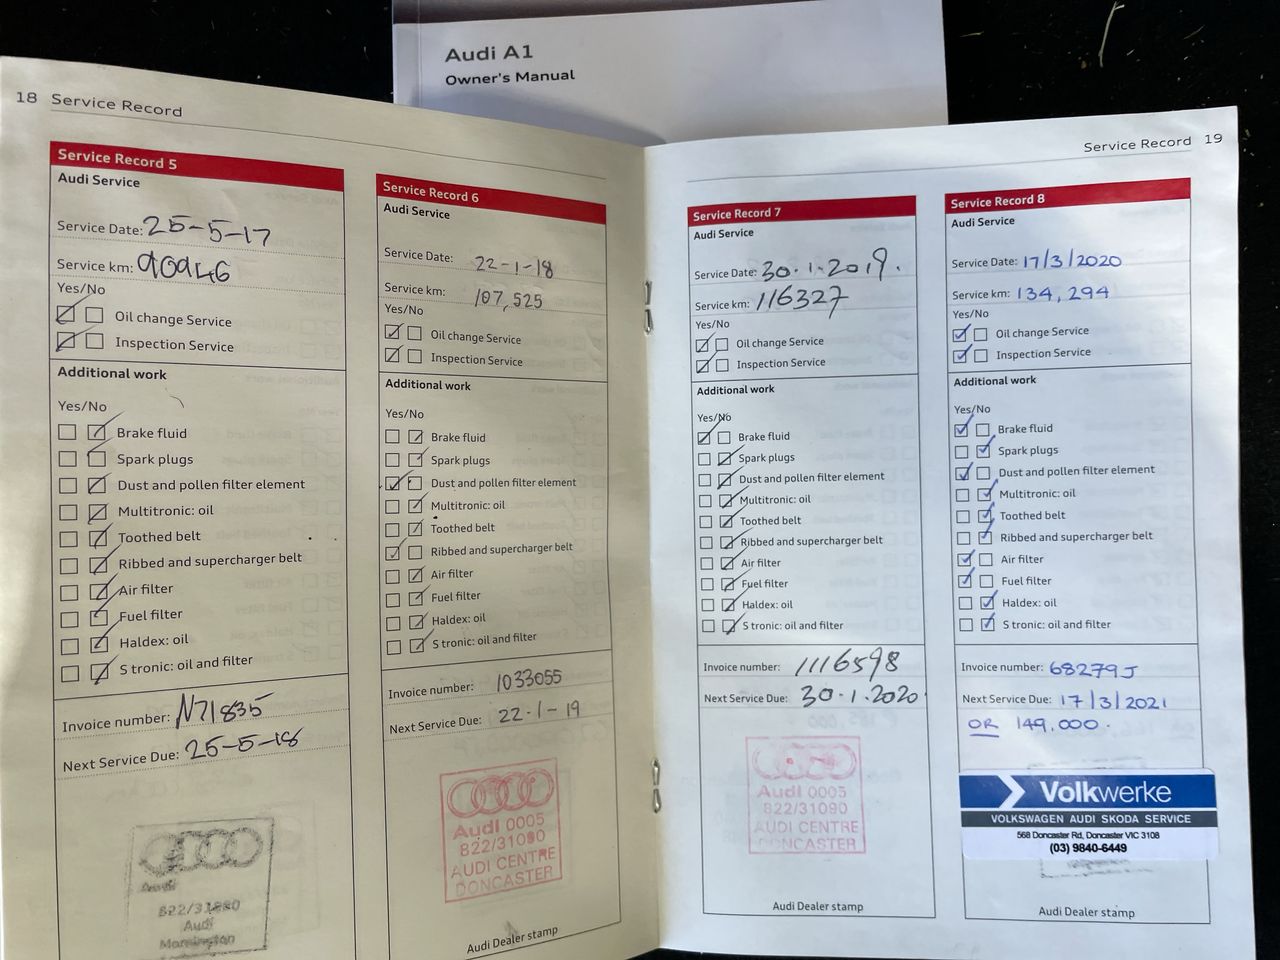 Audi A1
Owner's Manual
18 Service Record
Service Record 5
Audi Service
Service Date: 25-5-17
Service km: 90946
Yes/No
Oil change Service
Inspection Service
Additional work
Yes/No
Brake fluid
Spark plugs
Dust and pollen filter element
Multitronic: oil
Toothed belt
Ribbed and supercharger belt
Air filter
Fuel filter
Haldex: oil
S tronic: oil and filter
Invoice number: N71835
Next Service Due: 25-5-18
Audi
822/31090
Audi
Mornington
Service Record 6
Audi Service
Service Date: 22-1-18
Service km: 107,525
Yes/No
Oil change Service
Inspection Service
Additional work
Yes/No
Brake fluid
Spark plugs
Dust and pollen filter element
Multitronic: oil
Toothed belt
Ribbed and supercharger belt
Air filter
Fuel filter
Haldex: oil
S tronic: oil and filter
Invoice number: 1033055
Next Service Due: 22-1-19
Audi 0005
822/31090
AUDI CENTRE
DONCASTER
Audi Dealer stamp
Service Record 19
Service Record 7
Audi Service
Service Date: 30.1.2019.
Service km: 116327
Yes/No
Oil change Service
Inspection Service
Additional work
Yes/No
Brake fluid
Spark plugs
Dust and pollen filter element
Multitronic: oil
Toothed belt
Ribbed and supercharger belt
Air filter
Fuel filter
Haldex: oil
S tronic: oil and filter
Invoice number: 1116598
Next Service Due: 30.1.2020
Audi 0005
822/31090
AUDI CENTRE
DONCASTER
Audi Dealer stamp
Service Record 8
Audi Service
Service Date: 17/3/2020
Service km: 134,294
Yes/No
Oil change Service
Inspection Service
Additional work
Yes/No
Brake fluid
Spark plugs
Dust and pollen filter element
Multitronic: oil
Toothed belt
Ribbed and supercharger belt
Air filter
Fuel filter
Haldex: oil
S tronic: oil and filter
Invoice number: 68279J
Next Service Due: 17/3/2021
OR 149,000.
Volkwerke
VOLKSWAGEN AUDI SKODA SERVICE
568 Doncaster Rd, Doncaster VIC 3108
(03) 9840-6449
Audi Dealer stamp